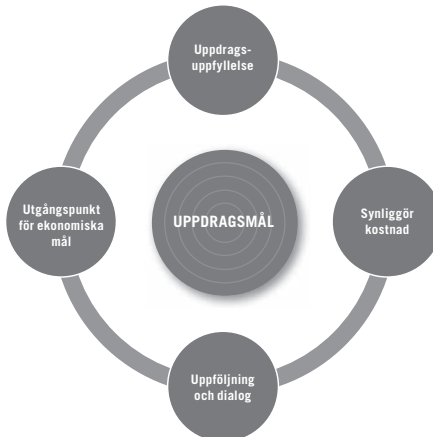 Uppdrags-
uppfyllelse
Utgångspunkt
för ekonomiska
mål
UPPDRAGSMÅL
Synliggör
kostnad
Uppföljning
och dialog